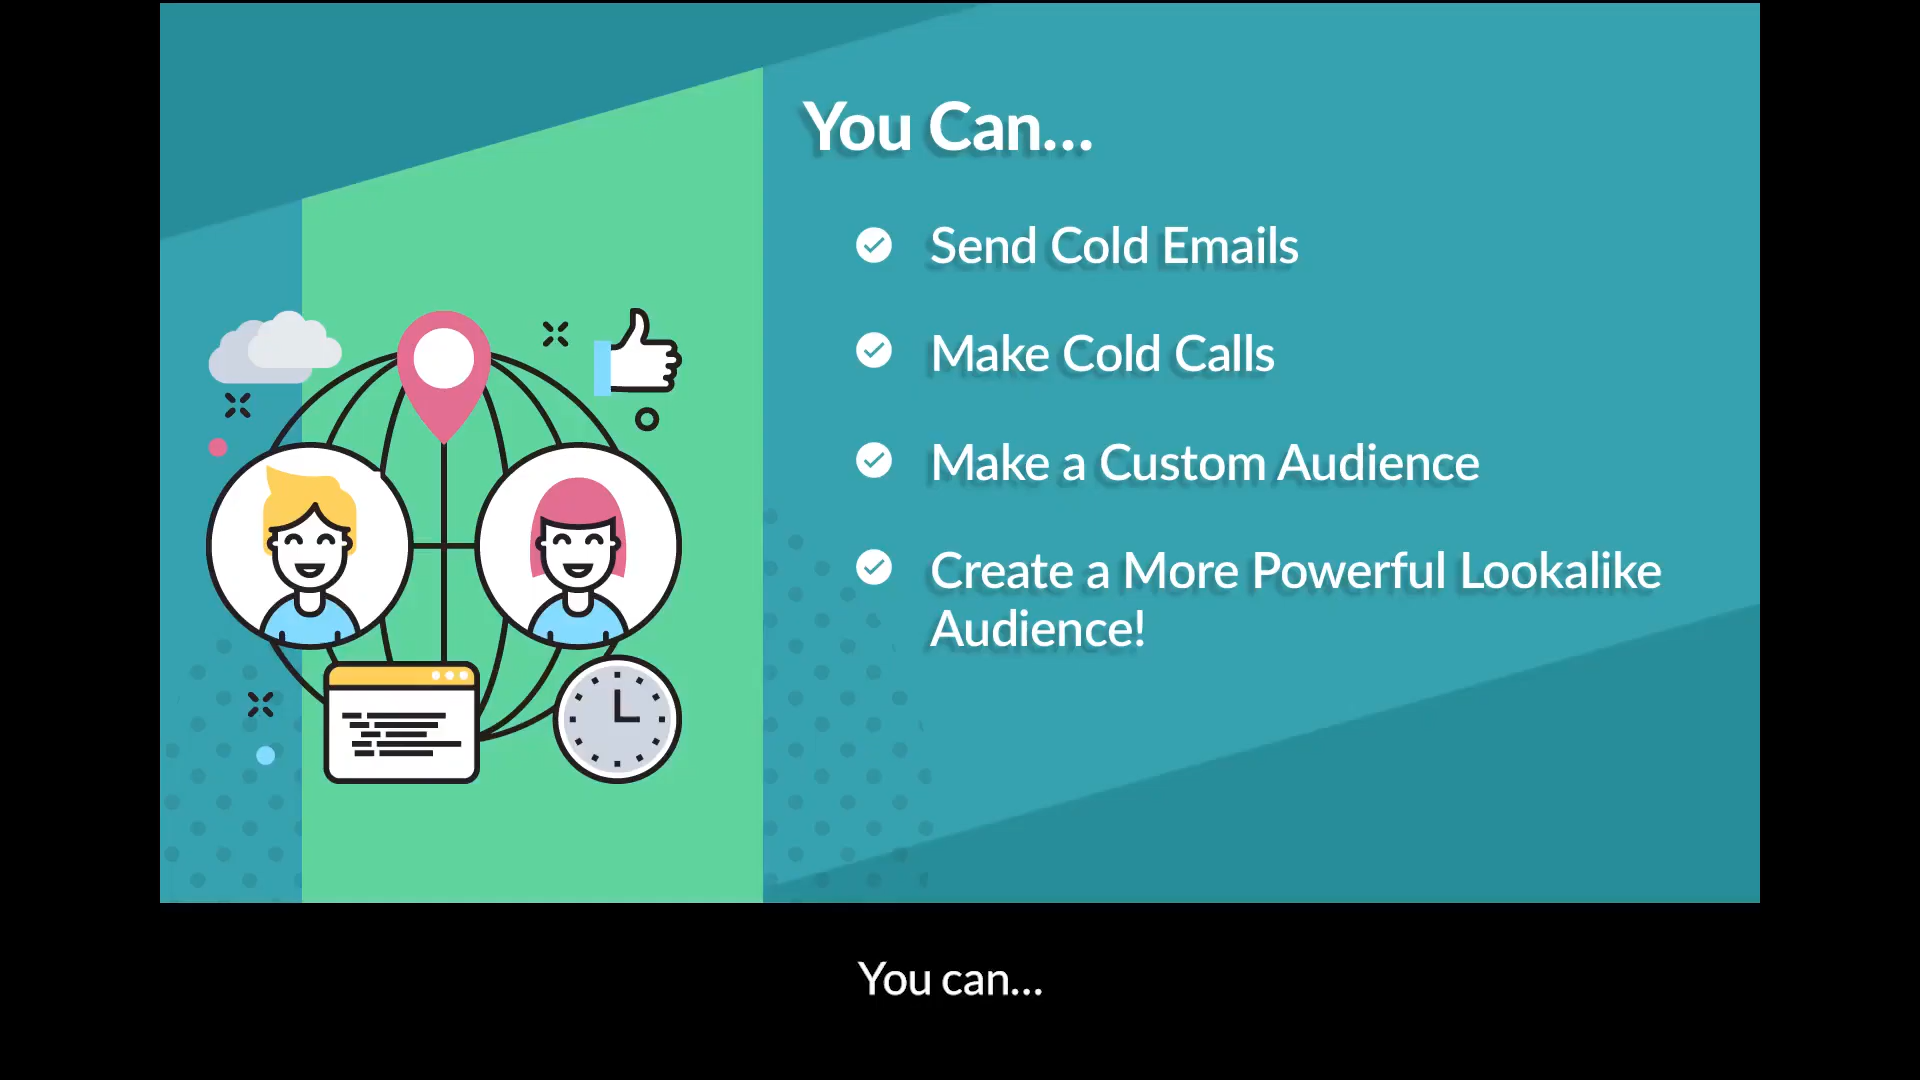 You Can...
Send Cold Emails
Make Cold Calls
Make a Custom Audience
Create a More Powerful Lookalike
Audience!
You can...